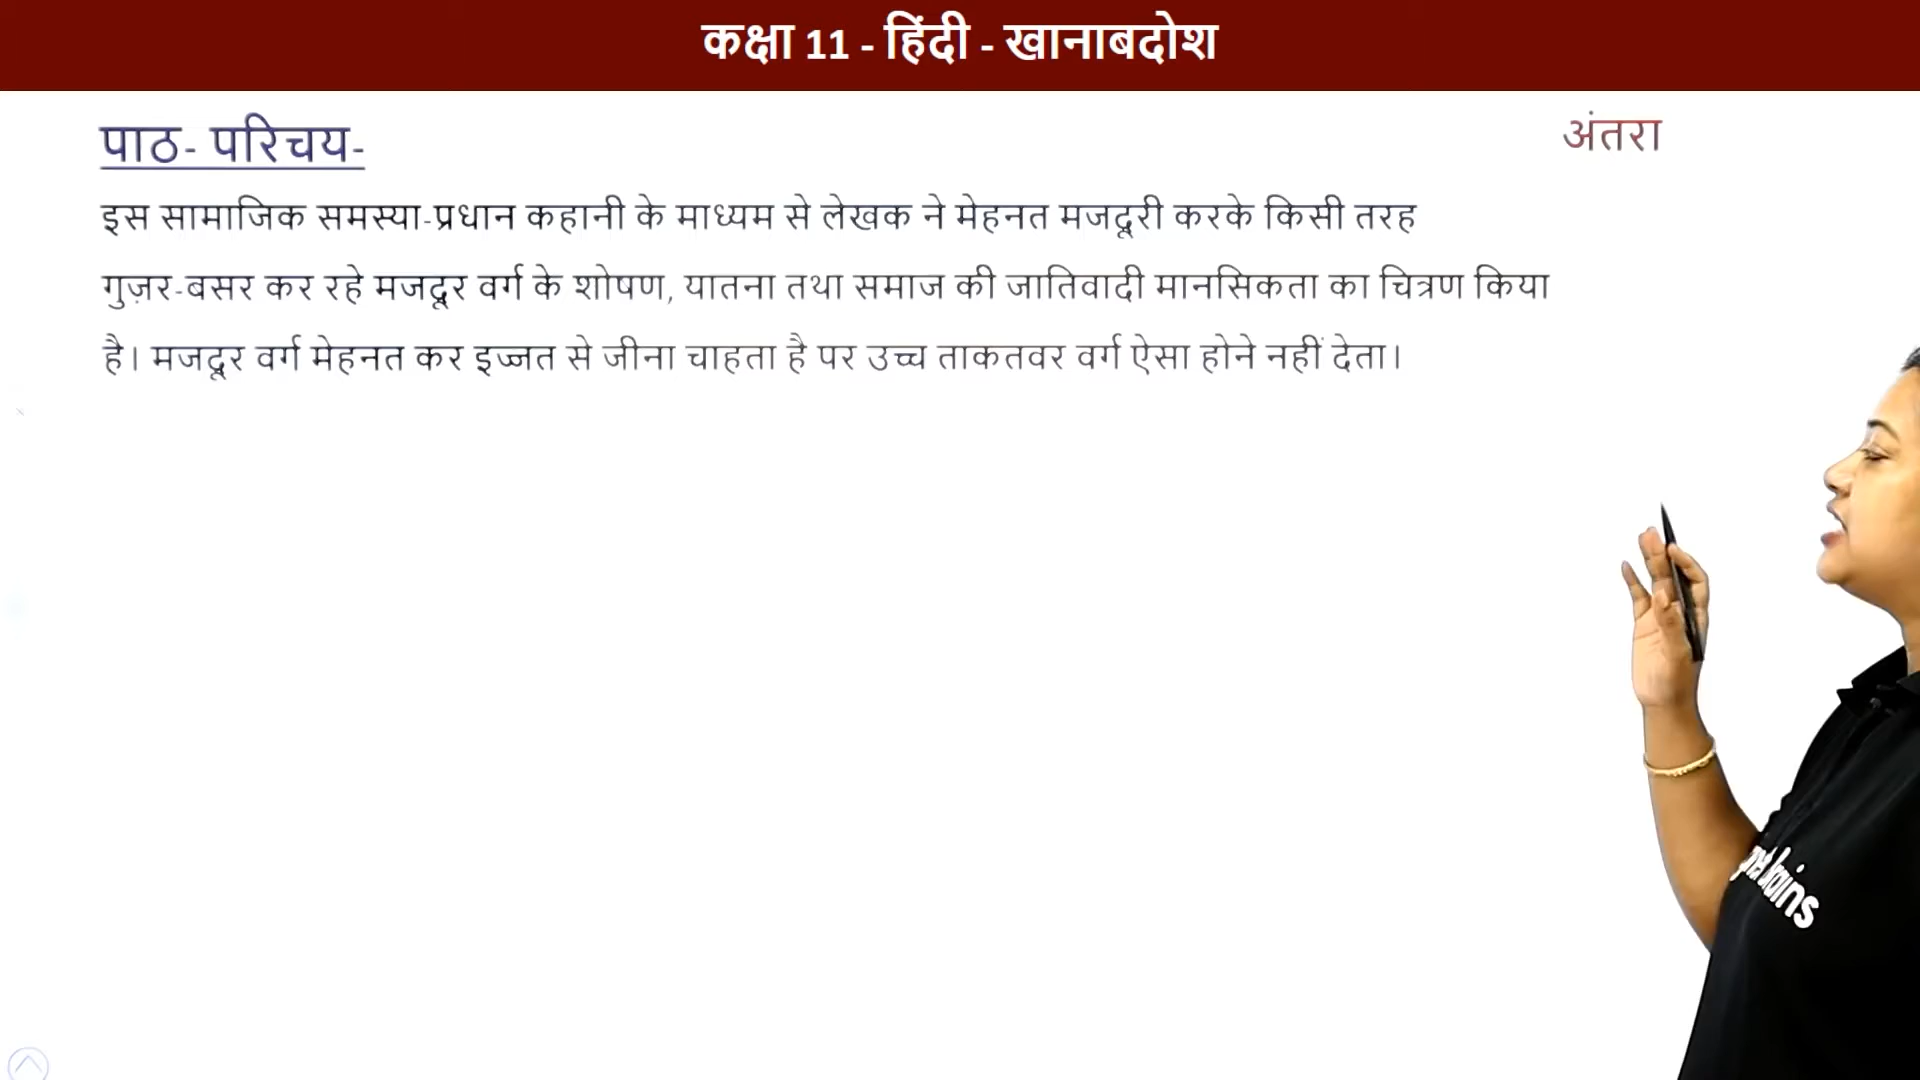 कक्षा 11 - हिंदी - खानाबदोश
पाठ- परिचय-
अंतरा
इस सामाजिक समस्या-प्रधान कहानी के माध्यम से लेखक ने मेहनत मजदूरी करके किसी तरह
गुज़र-बसर कर रहे मजदूर वर्ग के शोषण, यातना तथा समाज की जातिवादी मानसिकता का चित्रण किया
है। मजदूर वर्ग मेहनत कर इज्जत से जीना चाहता है पर उच्च ताकतवर वर्ग ऐसा होने नहीं देता।